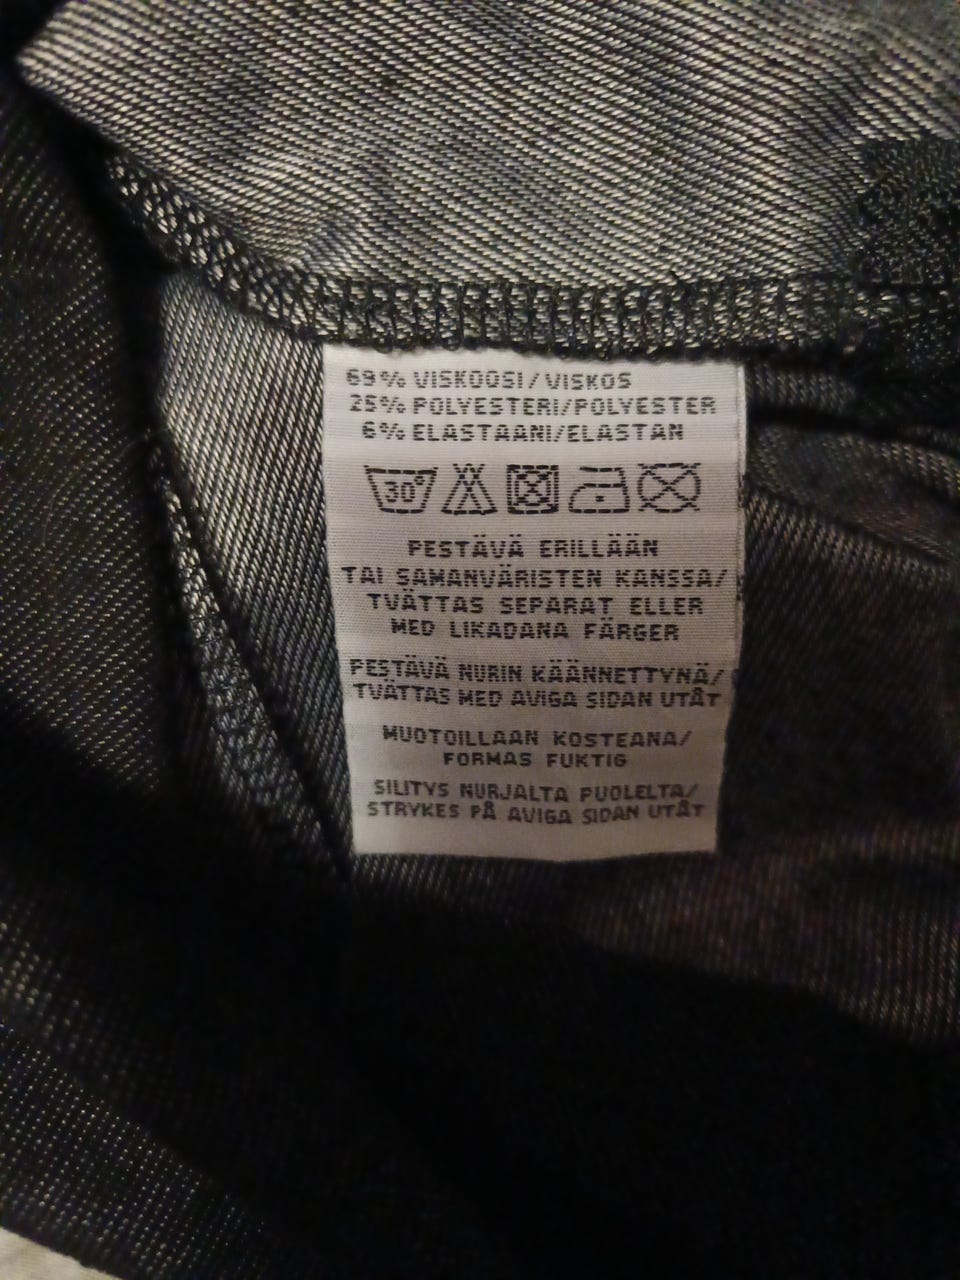 69% VISKOOSI/VISKOS
25% POLYESTERI/POLYESTER
6% ELASTAANI/ELASTAN
30°
PESTÄVÄ ERILLÄÄN
TAI SAMANVÄRISTEN KANSSA/
TVÄTTAS SEPARAT ELLER
MED LIKADANA FÄRGER
PESTÄVÄ NURIN KÄÄNNETTYNÄ/
TVÄTTAS MED AVIGA SIDAN UTÅT
MUOTOILLAAN KOSTEANA/
FORMAS FUKTIG
SILITYS NURJALTA PUOLELTA/
STRYKES PÅ AVIGA SIDAN UTÅT